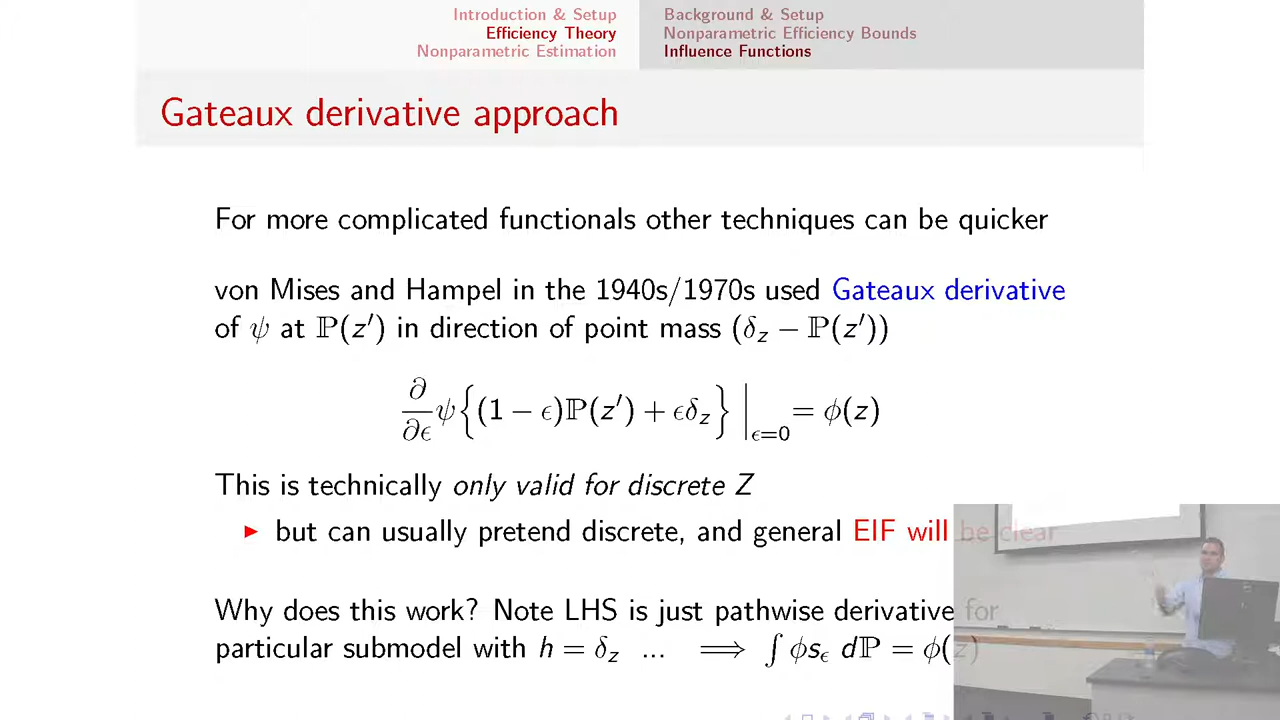 Introduction & Setup
Efficiency Theory
Nonparametric Estimation
Background & Setup
Nonparametric Efficiency Bounds
Influence Functions
Gateaux derivative approach
For more complicated functionals other techniques can be quicker
von Mises and Hampel in the 1940s/1970s used Gateaux derivative
of ψ at ℙ(z′) in direction of point mass (δ_z − ℙ(z′))
∂/∂ϵ ψ{(1 − ϵ)ℙ(z′) + ϵδ_z} |_{ϵ=0} = ϕ(z)
This is technically only valid for discrete Z
▶ but can usually pretend discrete, and general EIF will be clear
Why does this work? Note LHS is just pathwise derivative for
particular submodel with h = δ_z ... ⟹ ∫ ϕs_ϵ dℙ = ϕ(z)